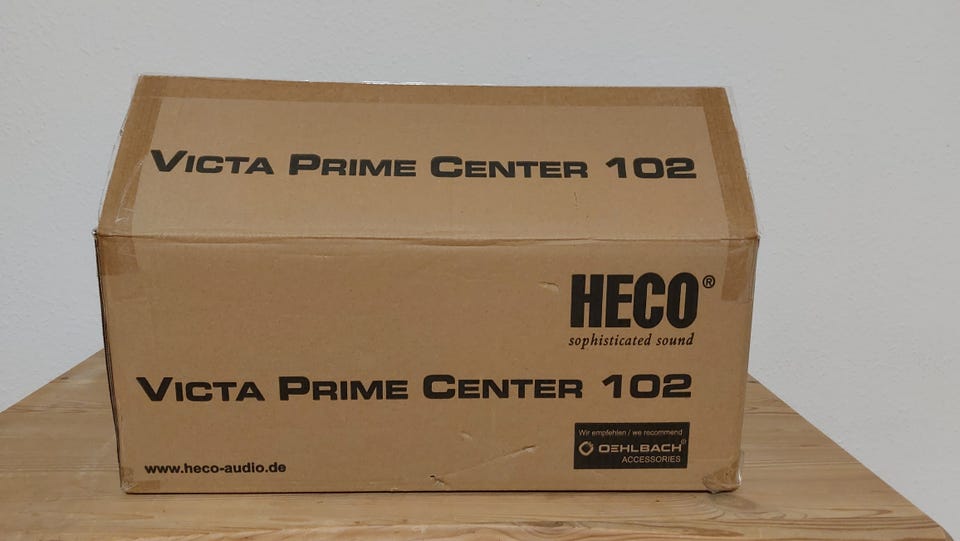 VICTA PRIME CENTER 102
HECO®
sophisticated sound
VICTA PRIME CENTER 102
Wir empfehlen / we recommend
OEHLBACH®
ACCESSORIES
www.heco-audio.de